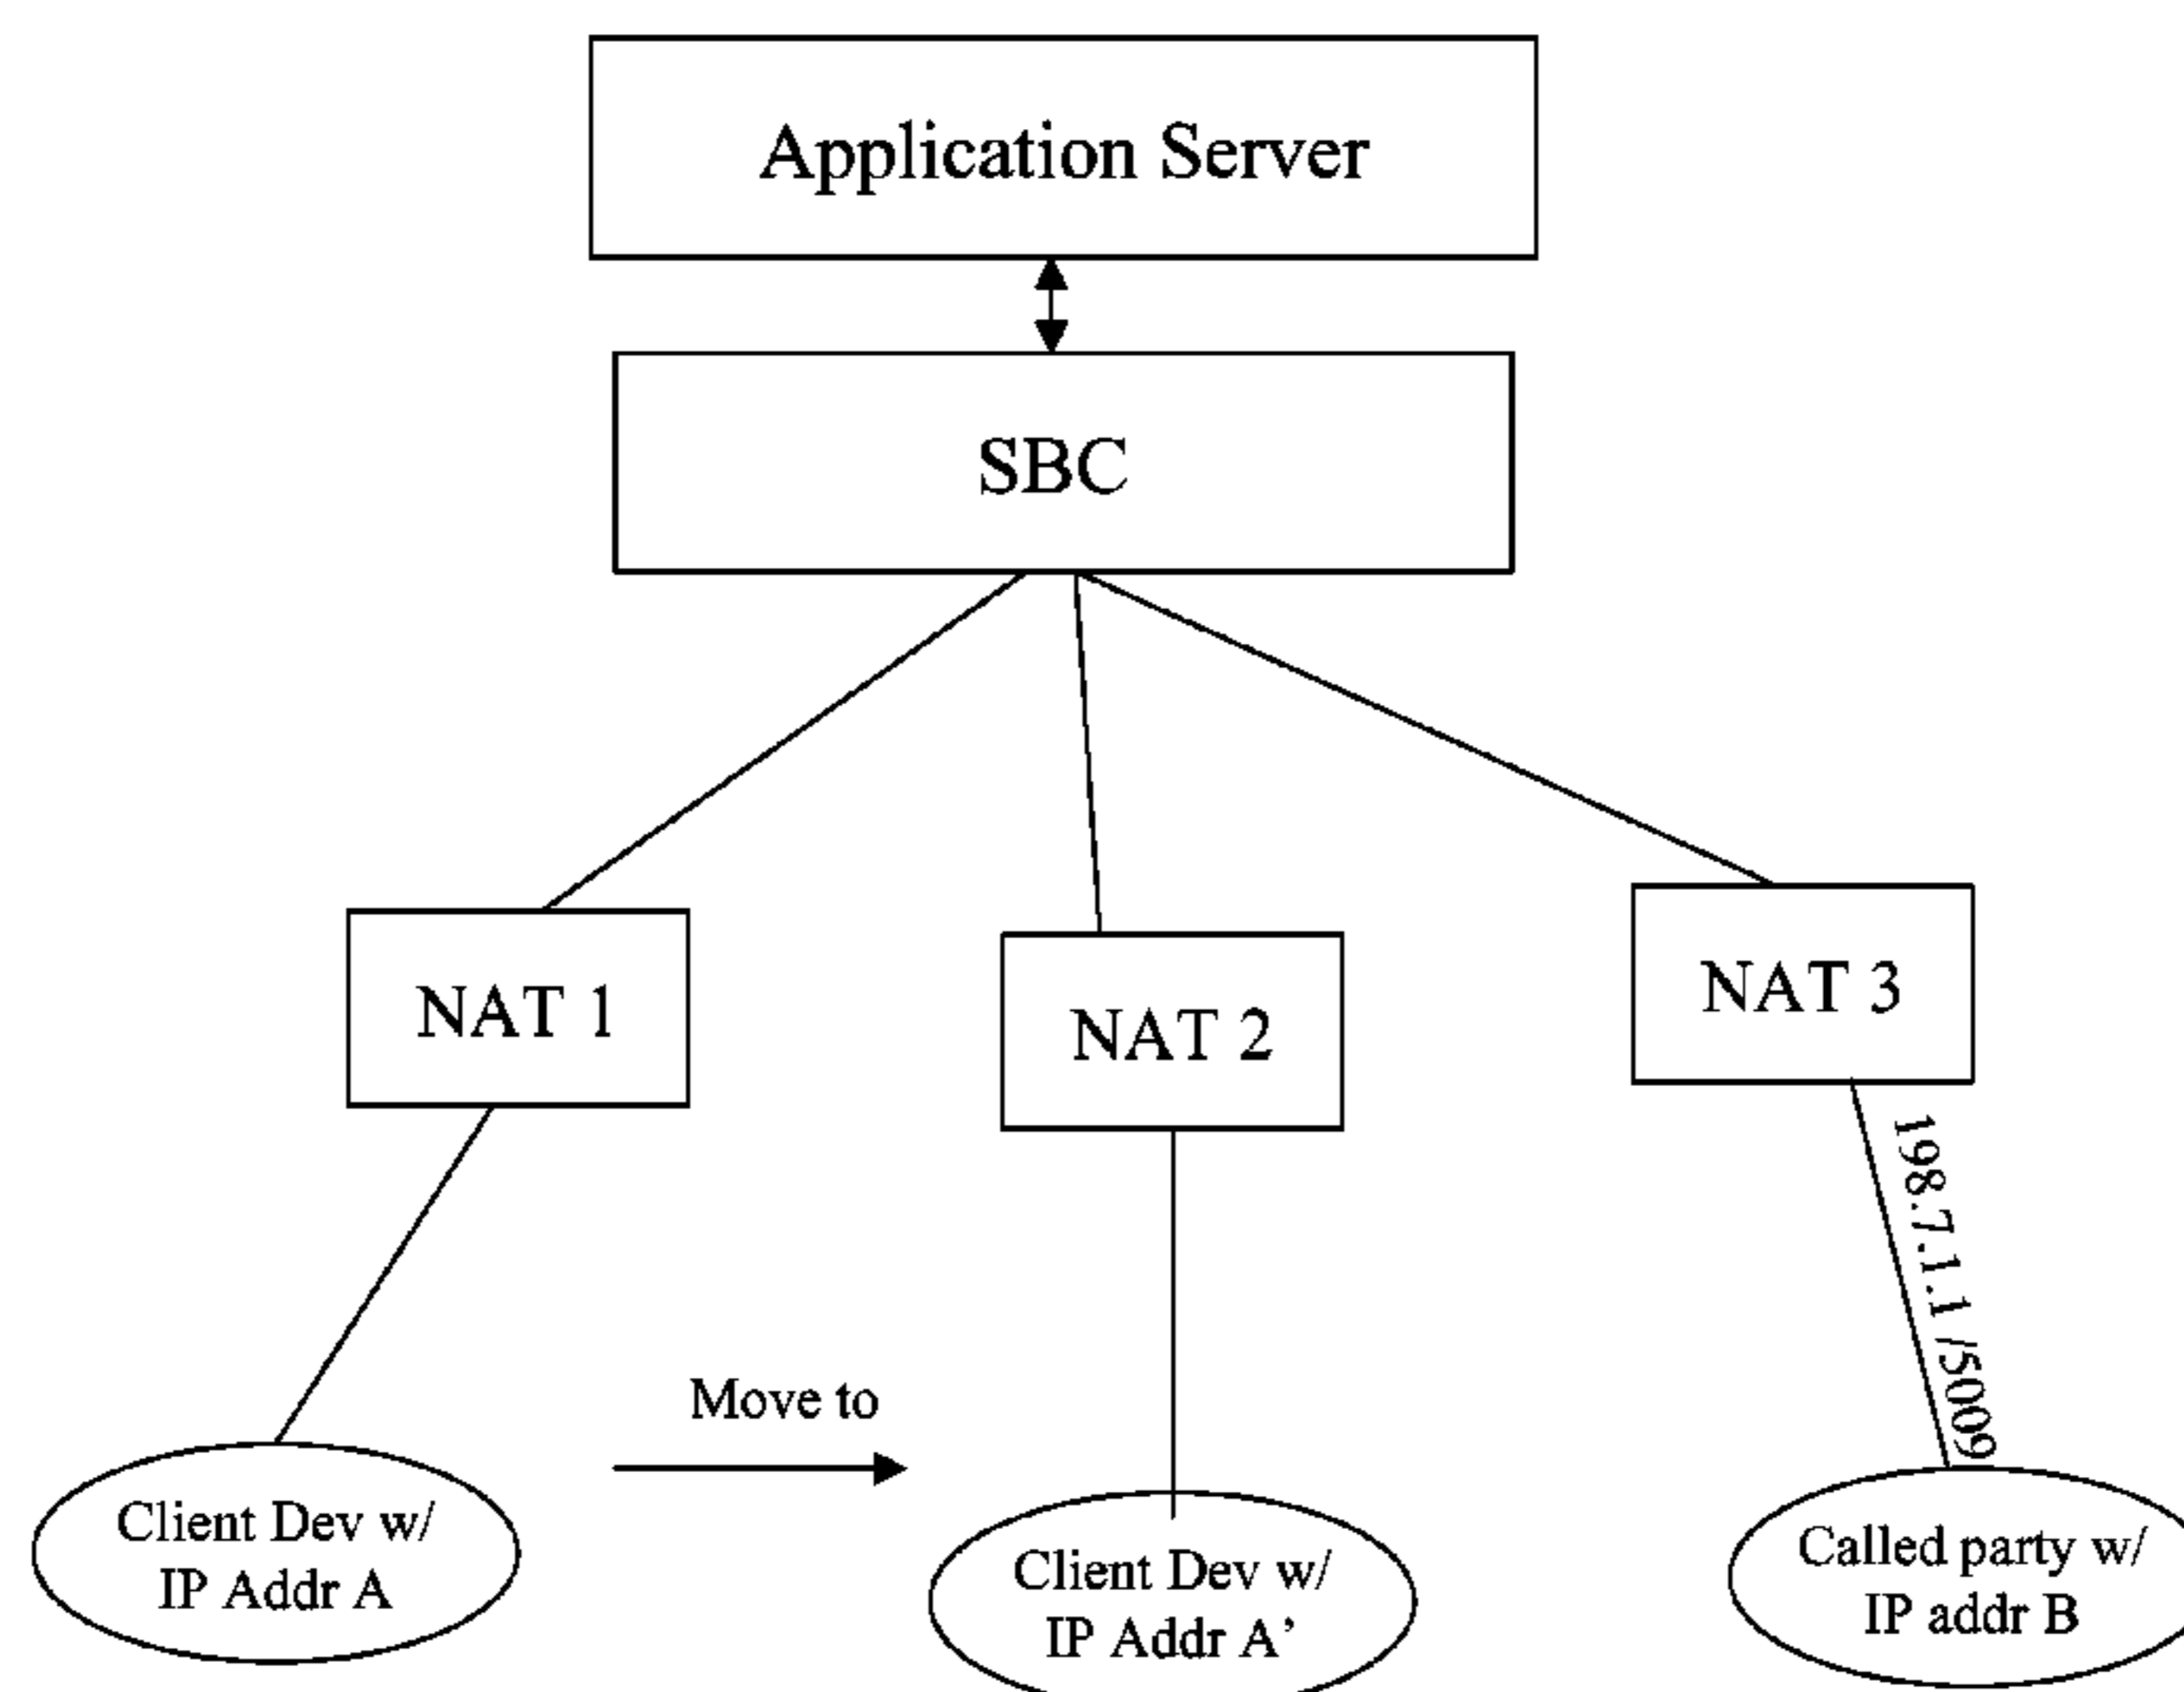 Application Server
SBC
NAT 1
NAT 2
NAT 3
198.7.1.1 /5009
Move to
Client Dev w/
IP Addr A
Client Dev w/
IP Addr A’
Called party w/
IP addr B